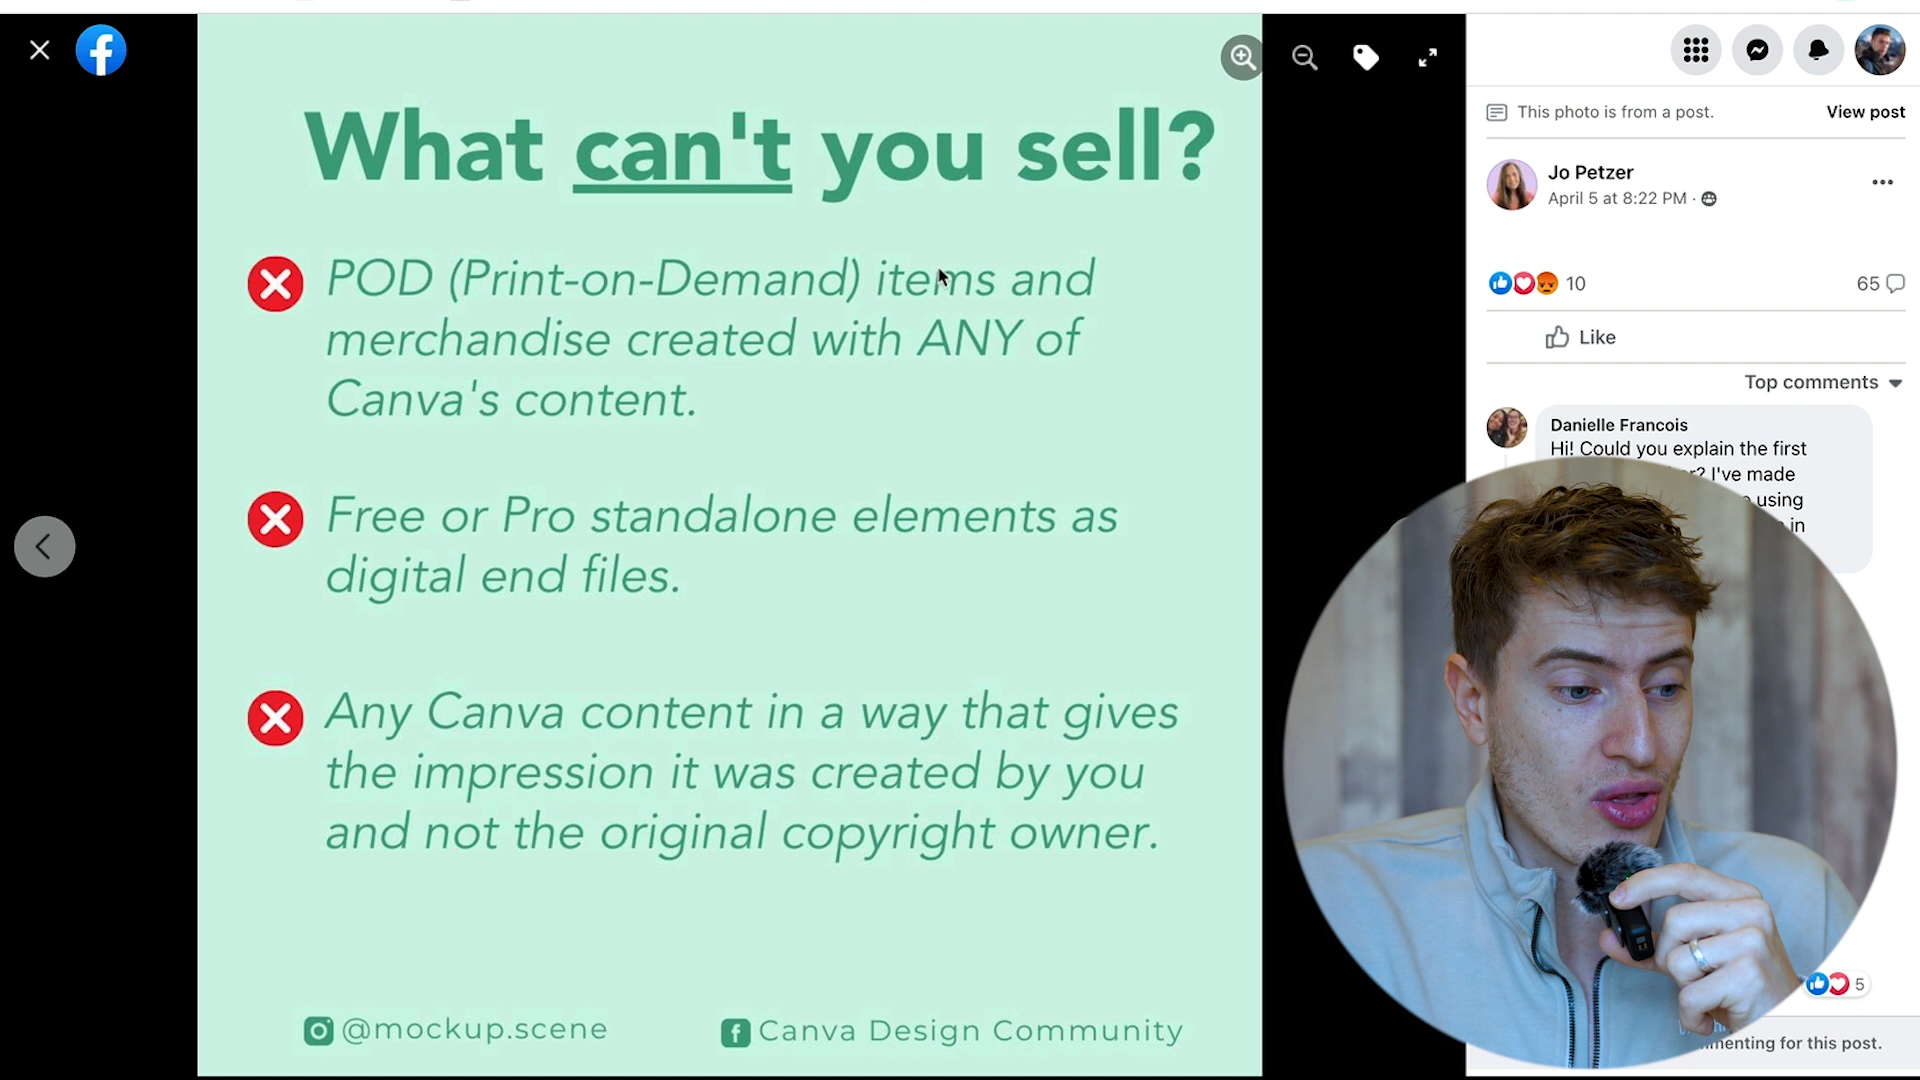 What can't you sell?
POD (Print-on-Demand) items and
merchandise created with ANY of
Canva's content.
Free or Pro standalone elements as
digital end files.
Any Canva content in a way that gives
the impression it was created by you
and not the original copyright owner.
@mockup.scene
Canva Design Community
This photo is from a post.
View post
Jo Petzer
April 5 at 8:22 PM ·
10
65
Like
Top comments
Danielle Francois
Hi! Could you explain the first
I've made
using
in
5
for this post.